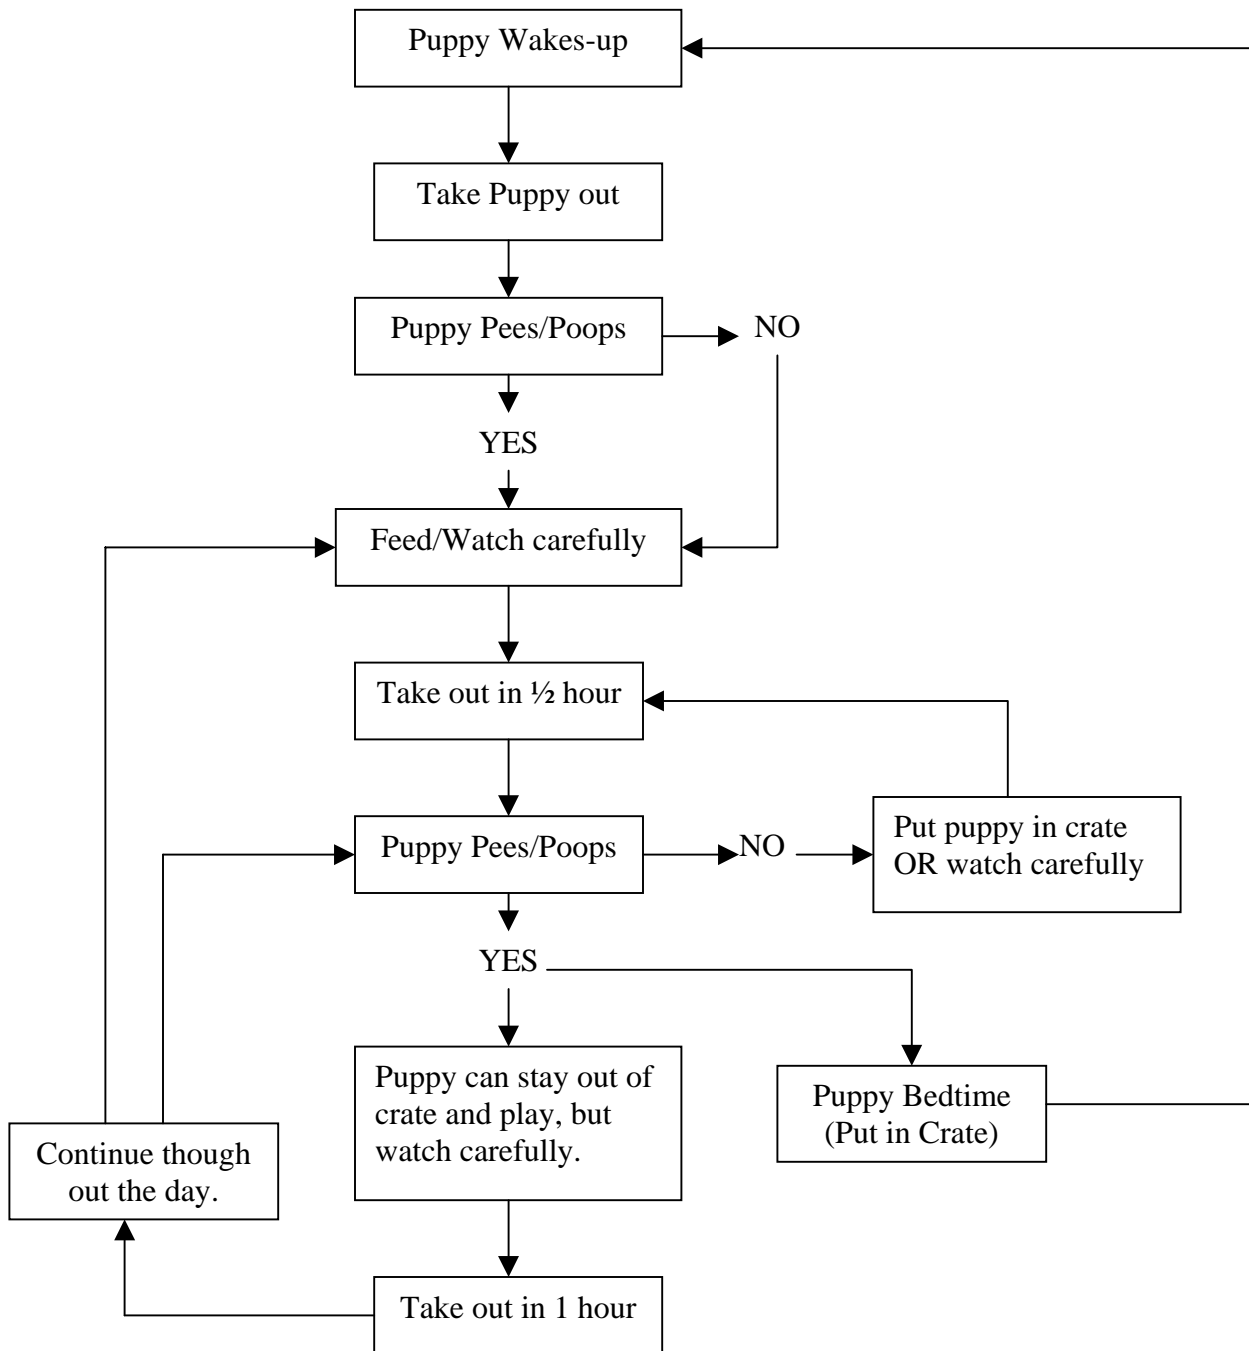 Puppy Wakes-up
Take Puppy out
Puppy Pees/Poops
NO
YES
Feed/Watch carefully
Take out in ½ hour
Puppy Pees/Poops
NO
Put puppy in crate
OR watch carefully
YES
Puppy can stay out of
crate and play, but
watch carefully.
Puppy Bedtime
(Put in Crate)
Continue though
out the day.
Take out in 1 hour